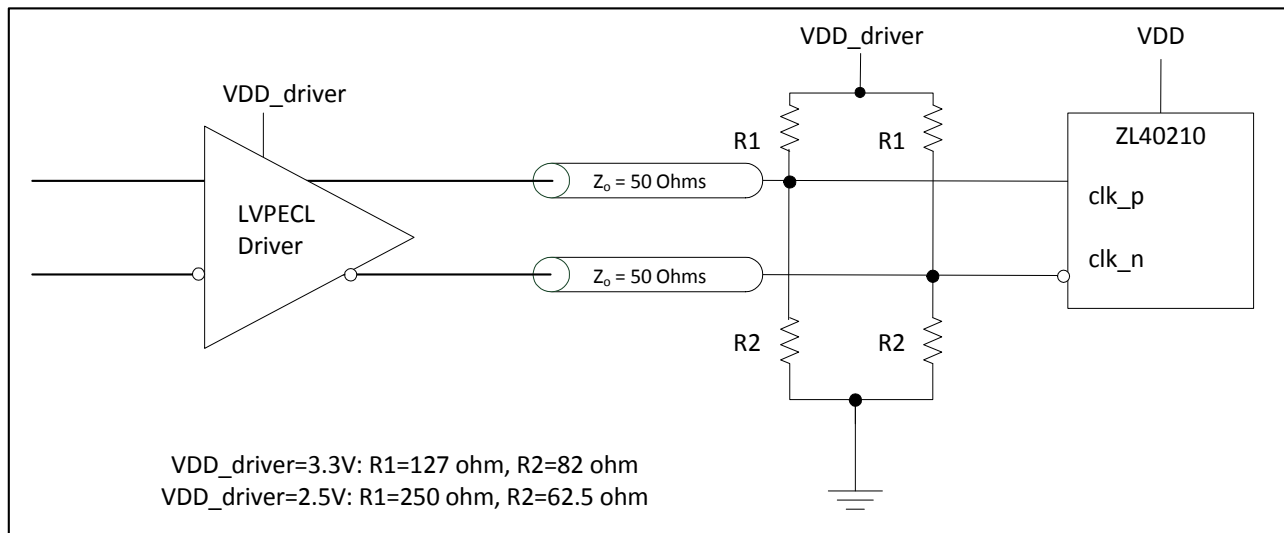 VDD_driver
VDD
VDD_driver
ZL40210
R1
R1
Zₒ = 50 Ohms
clk_p
LVPECL
Driver
clk_n
Zₒ = 50 Ohms
R2
R2
VDD_driver=3.3V: R1=127 ohm, R2=82 ohm
VDD_driver=2.5V: R1=250 ohm, R2=62.5 ohm